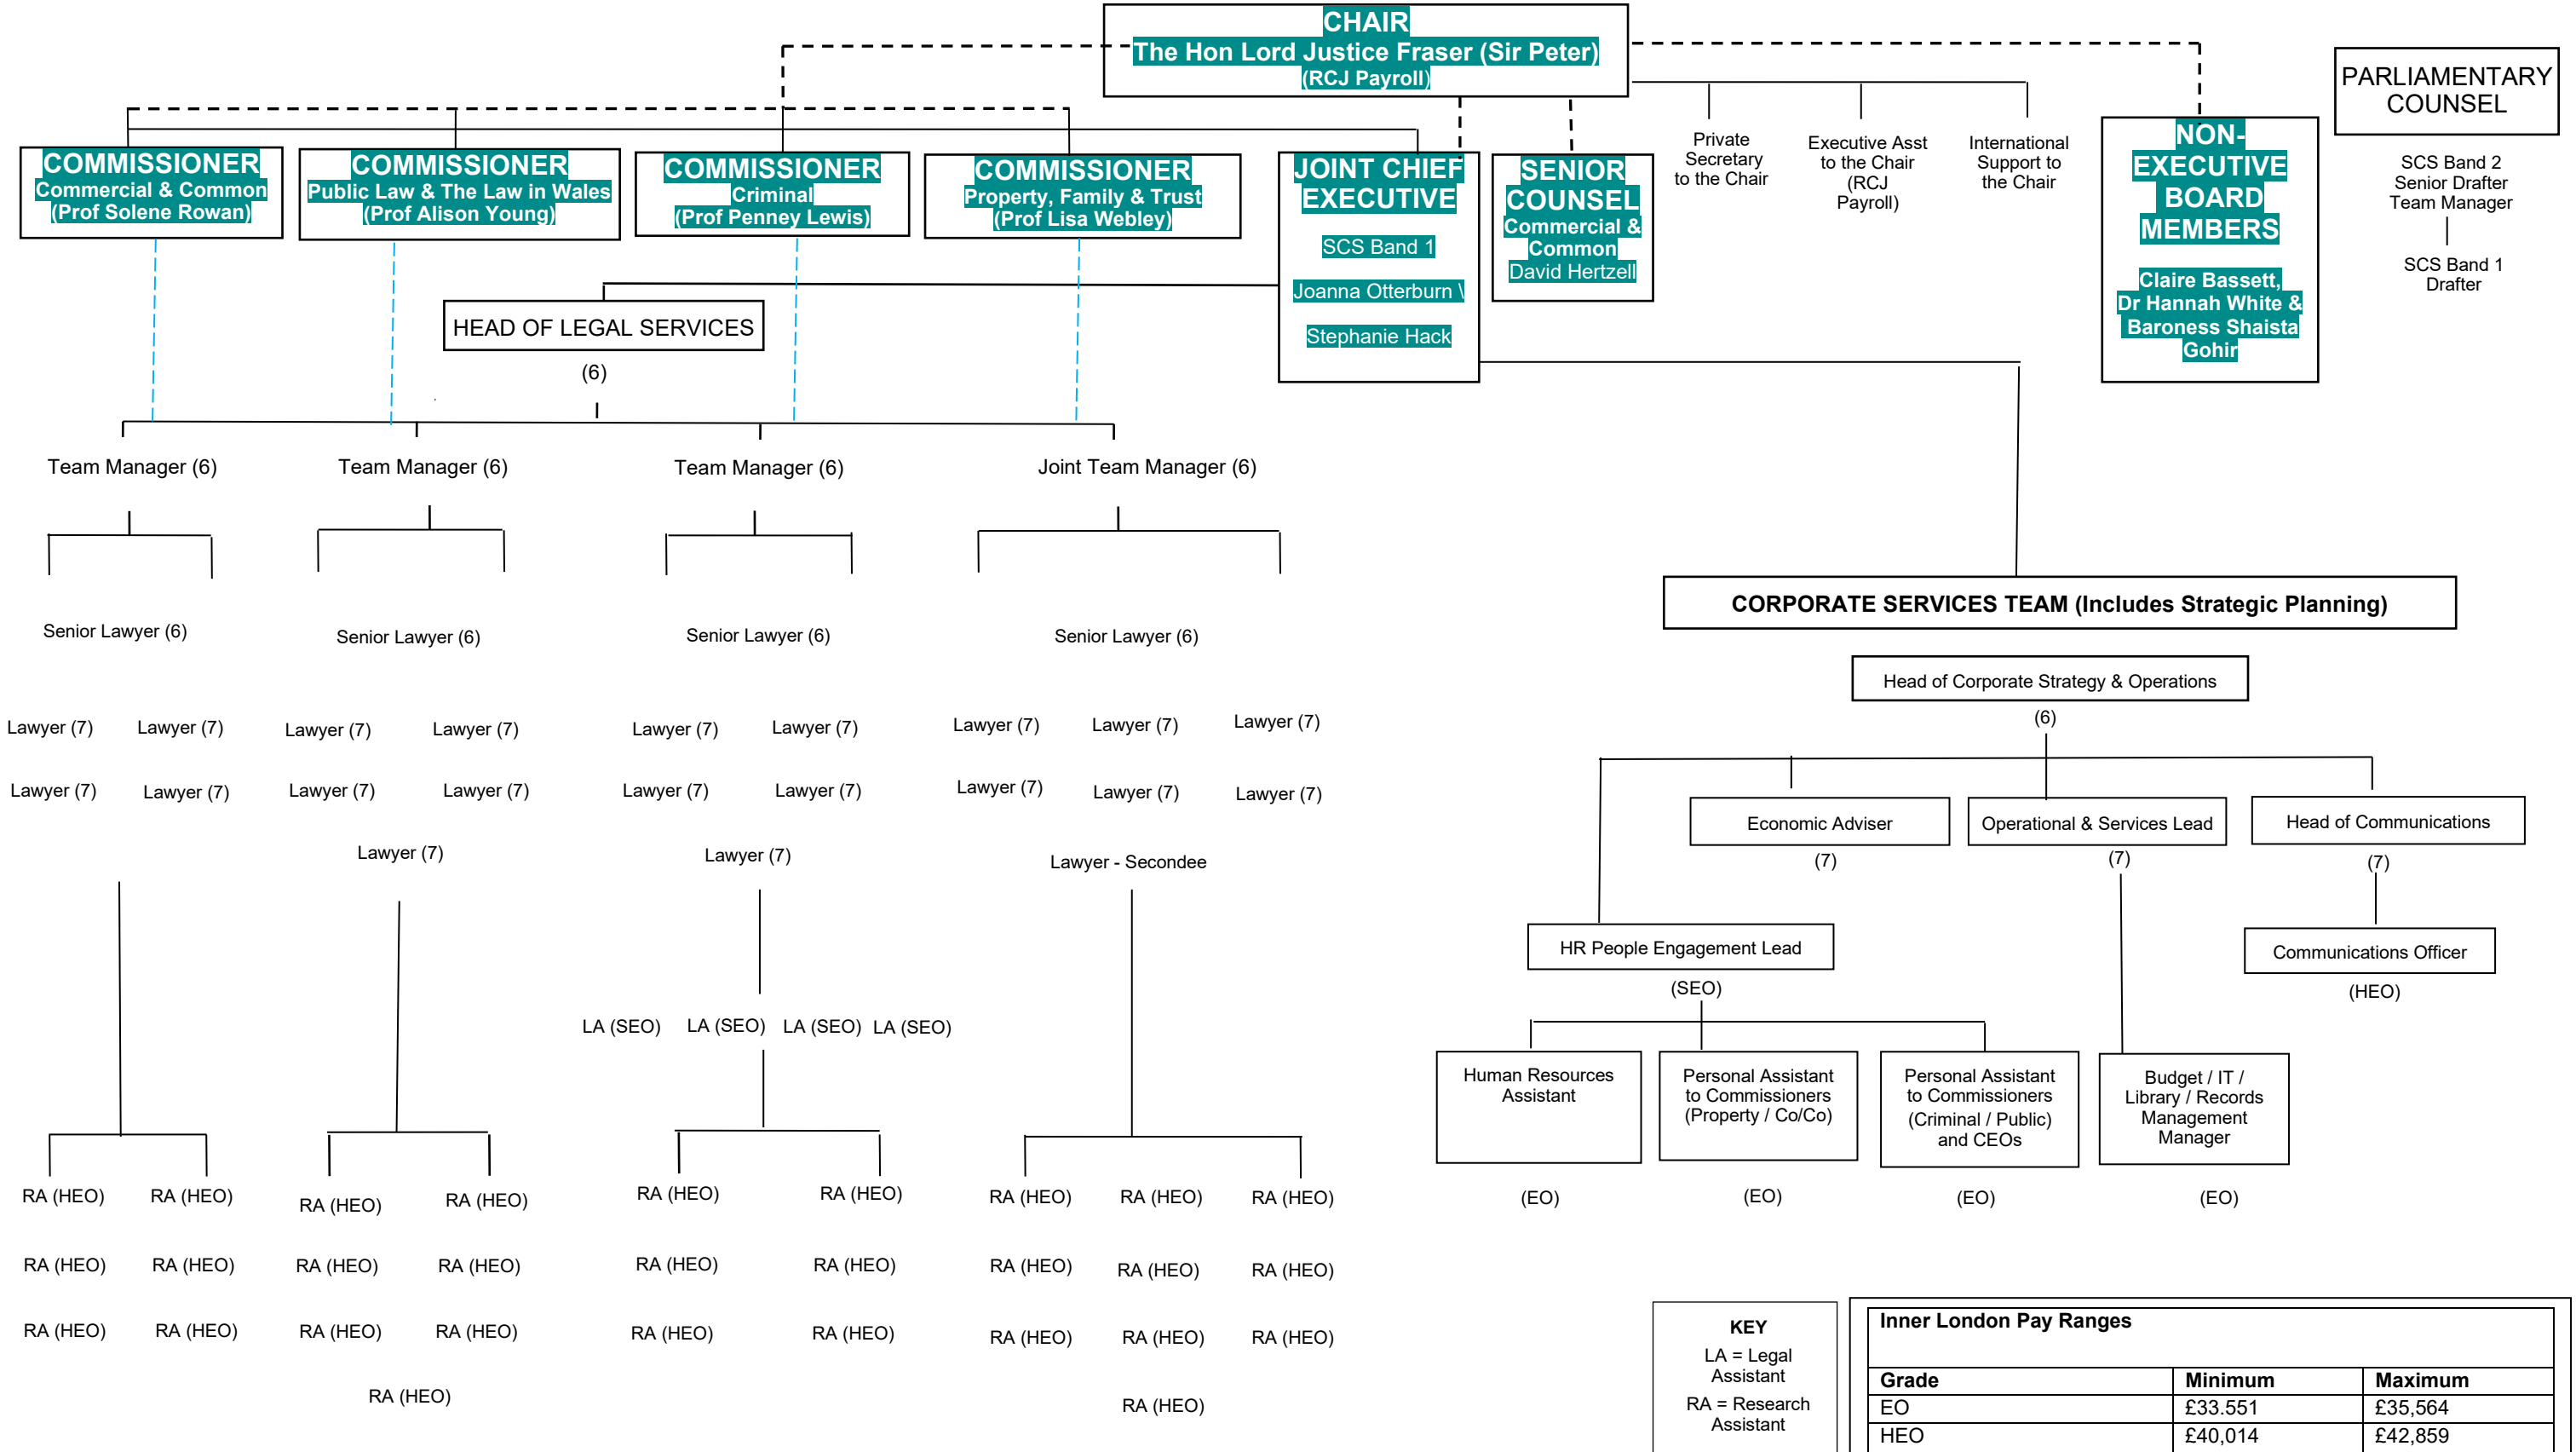 CHAIR
The Hon Lord Justice Fraser (Sir Peter)
(RCJ Payroll)
PARLIAMENTARY
COUNSEL
SCS Band 2
Senior Drafter
Team Manager
SCS Band 1
Drafter
Private
Secretary
to the Chair
Executive Asst
to the Chair
(RCJ
Payroll)
International
Support to
the Chair
NON-
EXECUTIVE
BOARD
MEMBERS
Claire Bassett,
Dr Hannah White &
Baroness Shaista
Gohir
COMMISSIONER
Commercial & Common
(Prof Solene Rowan)
COMMISSIONER
Public Law & The Law in Wales
(Prof Alison Young)
COMMISSIONER
Criminal
(Prof Penney Lewis)
COMMISSIONER
Property, Family & Trust
(Prof Lisa Webley)
JOINT CHIEF
EXECUTIVE
SCS Band 1
Joanna Otterburn \
Stephanie Hack
SENIOR
COUNSEL
Commercial &
Common
David Hertzell
HEAD OF LEGAL SERVICES
(6)
Team Manager (6)
Team Manager (6)
Team Manager (6)
Joint Team Manager (6)
Senior Lawyer (6)
Senior Lawyer (6)
Senior Lawyer (6)
Senior Lawyer (6)
Lawyer (7) Lawyer (7) Lawyer (7) Lawyer (7) Lawyer (7) Lawyer (7) Lawyer (7) Lawyer (7) Lawyer (7)
Lawyer (7) Lawyer (7) Lawyer (7) Lawyer (7) Lawyer (7) Lawyer (7) Lawyer (7) Lawyer (7) Lawyer (7)
Lawyer (7) Lawyer (7) Lawyer - Secondee
LA (SEO) LA (SEO) LA (SEO) LA (SEO)
RA (HEO) RA (HEO) RA (HEO) RA (HEO) RA (HEO) RA (HEO) RA (HEO) RA (HEO) RA (HEO)
RA (HEO) RA (HEO) RA (HEO) RA (HEO) RA (HEO) RA (HEO) RA (HEO) RA (HEO) RA (HEO)
RA (HEO) RA (HEO) RA (HEO) RA (HEO) RA (HEO) RA (HEO) RA (HEO) RA (HEO) RA (HEO)
RA (HEO) RA (HEO)
CORPORATE SERVICES TEAM (Includes Strategic Planning)
Head of Corporate Strategy & Operations
(6)
Economic Adviser
(7)
Operational & Services Lead
(7)
Head of Communications
(7)
HR People Engagement Lead
(SEO)
Communications Officer
(HEO)
Human Resources
Assistant
(EO)
Personal Assistant
to Commissioners
(Property / Co/Co)
(EO)
Personal Assistant
to Commissioners
(Criminal / Public)
and CEOs
(EO)
Budget / IT /
Library / Records
Management
Manager
(EO)
KEY
LA = Legal
Assistant
RA = Research
Assistant
Inner London Pay Ranges
Grade Minimum Maximum
EO £33.551 £35,564
HEO £40,014 £42,859